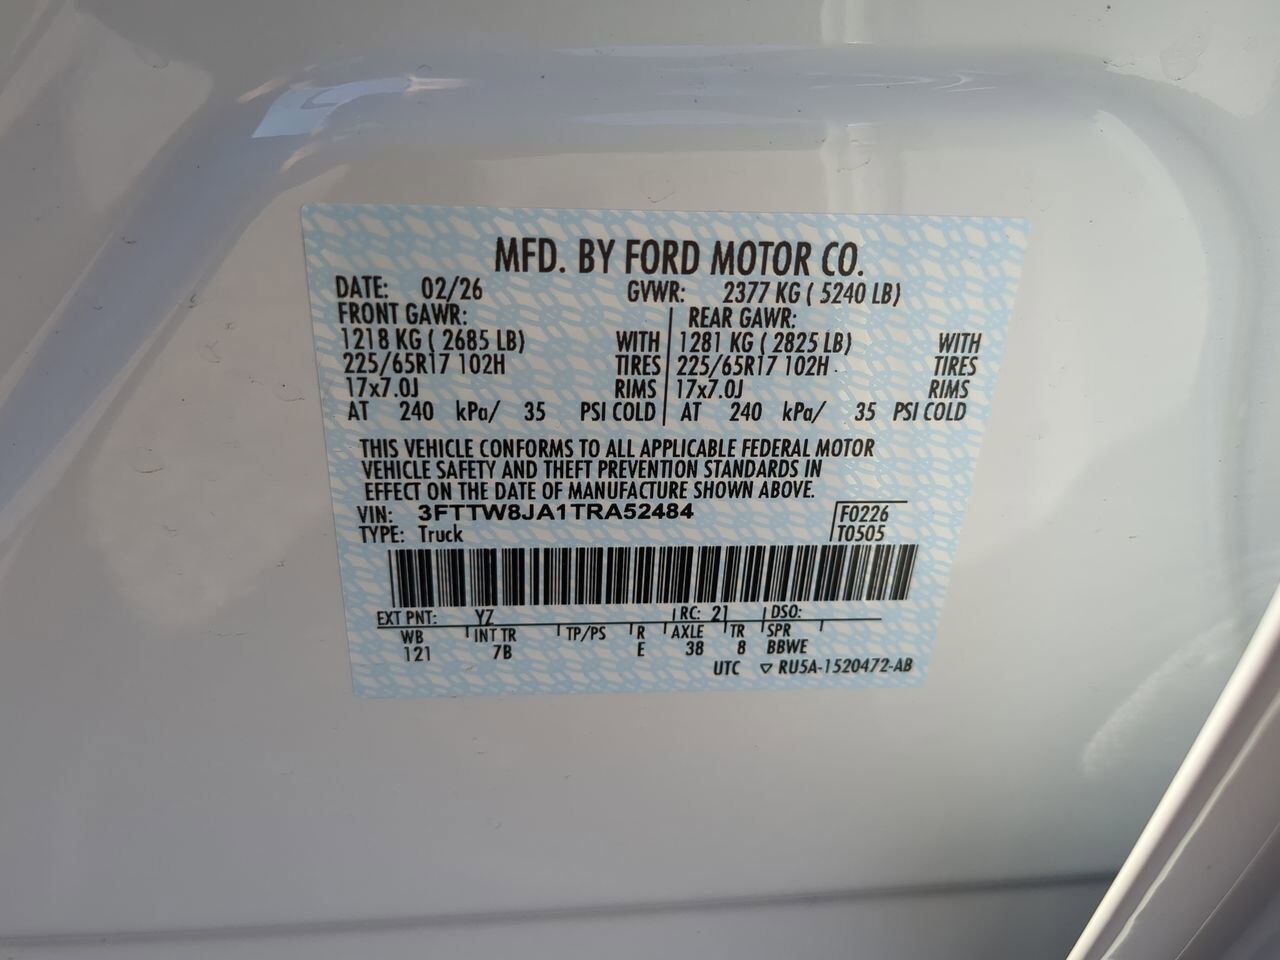 MFD. BY FORD MOTOR CO.
DATE: 02/26 GVWR: 2377 KG ( 5240 LB)
FRONT GAWR: REAR GAWR:
1218 KG ( 2685 LB) WITH 1281 KG ( 2825 LB) WITH
225/65R17 102H TIRES 225/65R17 102H TIRES
17x7.0J RIMS 17x7.0J RIMS
AT 240 kPa/ 35 PSI COLD AT 240 kPa/ 35 PSI COLD
THIS VEHICLE CONFORMS TO ALL APPLICABLE FEDERAL MOTOR
VEHICLE SAFETY AND THEFT PREVENTION STANDARDS IN
EFFECT ON THE DATE OF MANUFACTURE SHOWN ABOVE.
VIN: 3FTTW8JA1TRA52484 F0226
TYPE: Truck T0505
EXT PNT: YZ RC: 21 DSO:
WB INT TR TP/PS R AXLE TR SPR
121 7B E 38 8 BBWE
UTC ▽ RU5A-1520472-AB